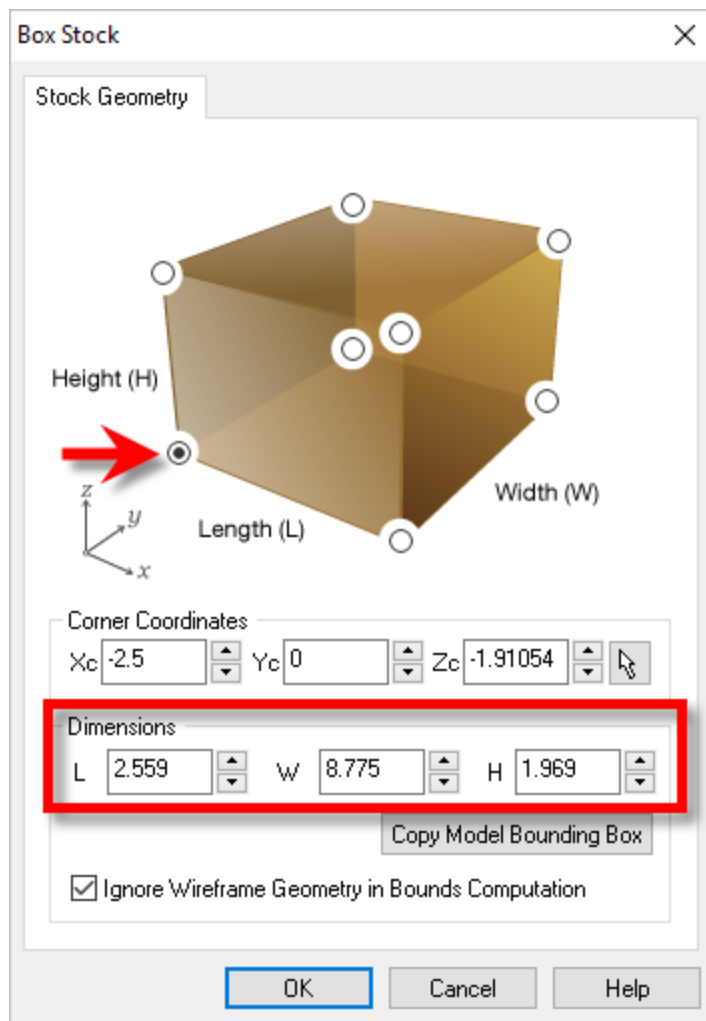 Box Stock
Stock Geometry
Height (H)
Width (W)
Length (L)
z
y
x
Corner Coordinates
Xc -2.5 Yc 0 Zc -1.91054
Dimensions
L 2.559 W 8.775 H 1.969
Copy Model Bounding Box
Ignore Wireframe Geometry in Bounds Computation
OK Cancel Help